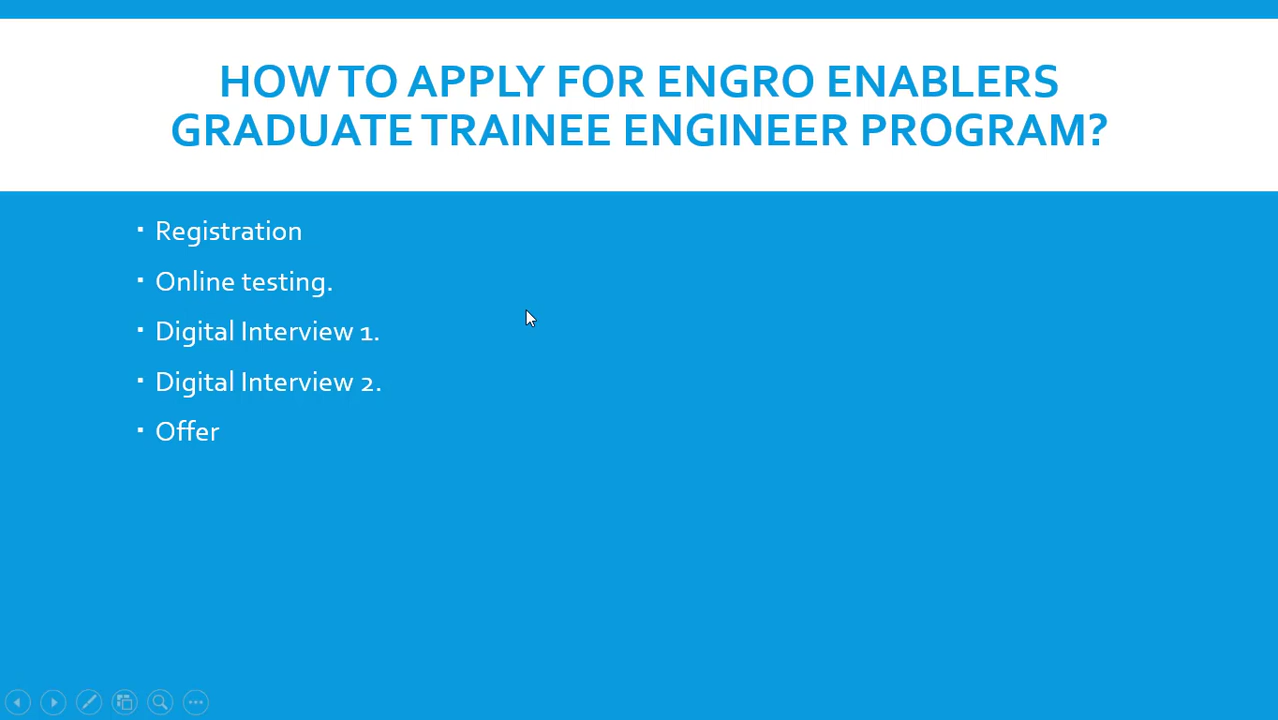 HOW TO APPLY FOR ENGRO ENABLERS
GRADUATE TRAINEE ENGINEER PROGRAM?
▪ Registration
▪ Online testing.
▪ Digital Interview 1.
▪ Digital Interview 2.
▪ Offer